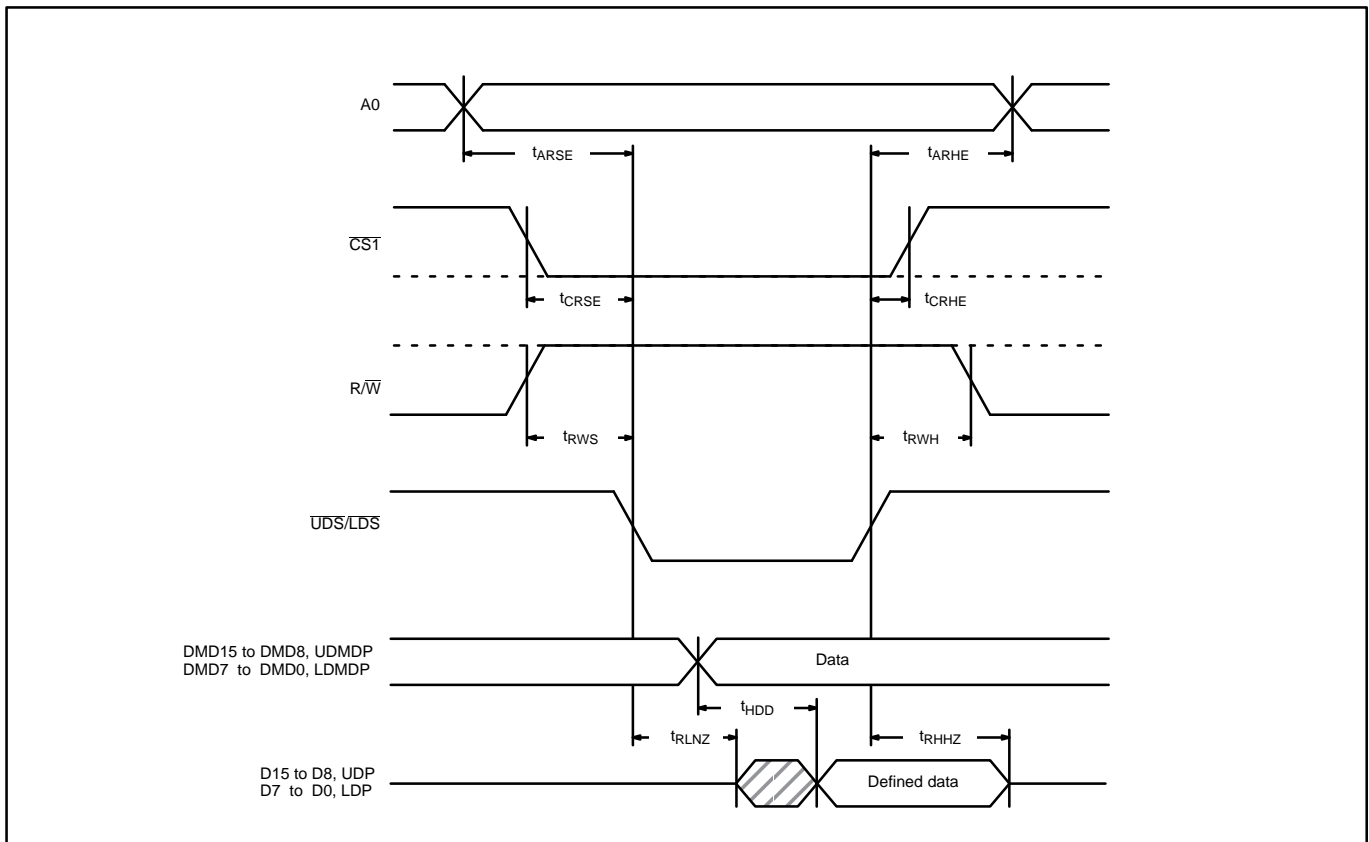 A0
tARSE
tARHE
CS1
tCRSE
tCRHE
R/W
tRWS
tRWH
UDS/LDS
DMD15 to DMD8, UDMDP
DMD7 to DMD0, LDMDP
Data
tHDD
tRLNZ
tRHHZ
D15 to D8, UDP
D7 to D0, LDP
Defined data